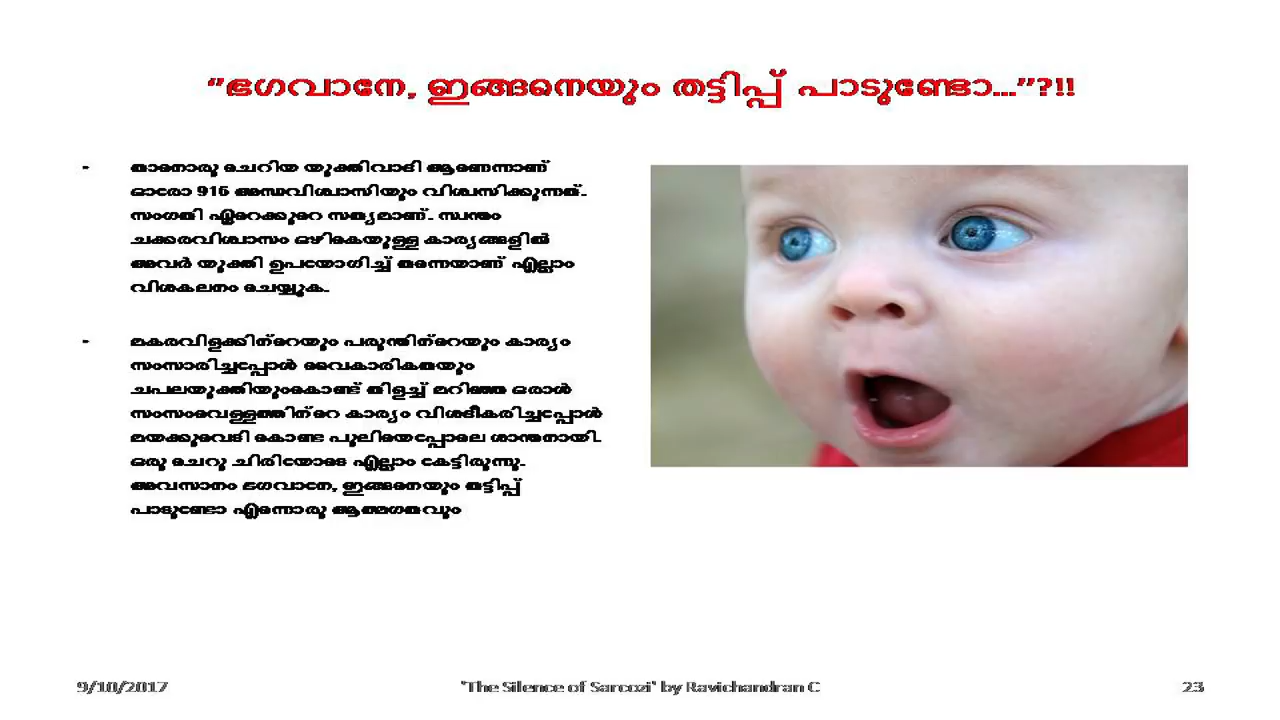 "ഭഗവാനേ, ഇങ്ങനെയും തട്ടിപ്പ് പാടുണ്ടോ..."?!!
- താനൊരു ചെറിയ യുക്തിവാദി ആണെന്നാണ്
ഓരോ 916 അന്ധവിശ്വാസിയും വിശ്വസിക്കുന്നത്.
സംഗതി ഏറെക്കുറെ സത്യമാണ്. സ്വന്തം
ചക്കരവിശ്വാസം ഒഴികെയുള്ള കാര്യങ്ങളില്‍
അവര്‍ യുക്തി ഉപയോഗിച്ച് തന്നെയാണ് എല്ലാം
വിശകലനം ചെയ്യുക.
- മകരവിളക്കിന്റെയും പരുന്തിന്റെയും കാര്യം
സംസാരിച്ചപ്പോള്‍ വൈകാരികതയും
ചപലയുക്തിയുംകൊണ്ട് തിളച്ച് മറിഞ്ഞ ഒരാള്‍
സംസംവെള്ളത്തിന്റെ കാര്യം വിശദീകരിച്ചപ്പോള്‍
മയക്കുവെടി കൊണ്ട പുലിയെപ്പോലെ ശാന്തനായി.
ഒരു ചെറു ചിരിയോടെ എല്ലാം കേട്ടിരുന്നു.
അവസാനം ഭഗവാനേ, ഇങ്ങനെയും തട്ടിപ്പ്
പാടുണ്ടോ എന്നൊരു ആത്മഗതവും
9/10/2017 'The Silence of Sarcozi' by Ravichandran C 23